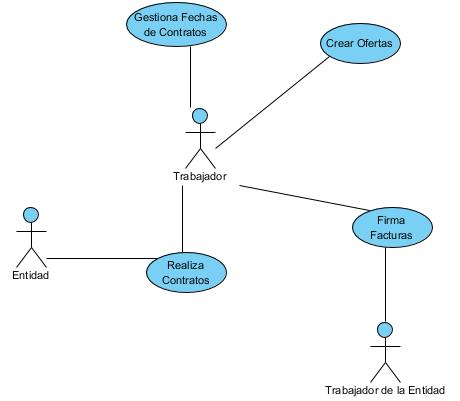 Gestiona Fechas
de Contratos
Crear Ofertas
Trabajador
Firma
Facturas
Entidad
Realiza
Contratos
Trabajador de la Entidad